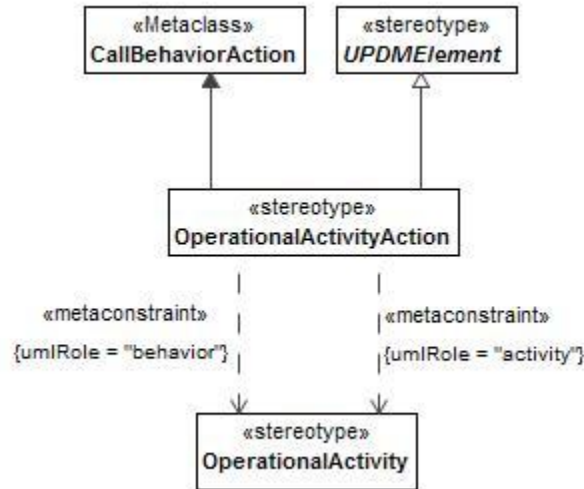 «Metaclass»
CallBehaviorAction
«stereotype»
UPDMElement
«stereotype»
OperationalActivityAction
«metaconstraint»
{umlRole = "behavior"}
«metaconstraint»
{umlRole = "activity"}
«stereotype»
OperationalActivity